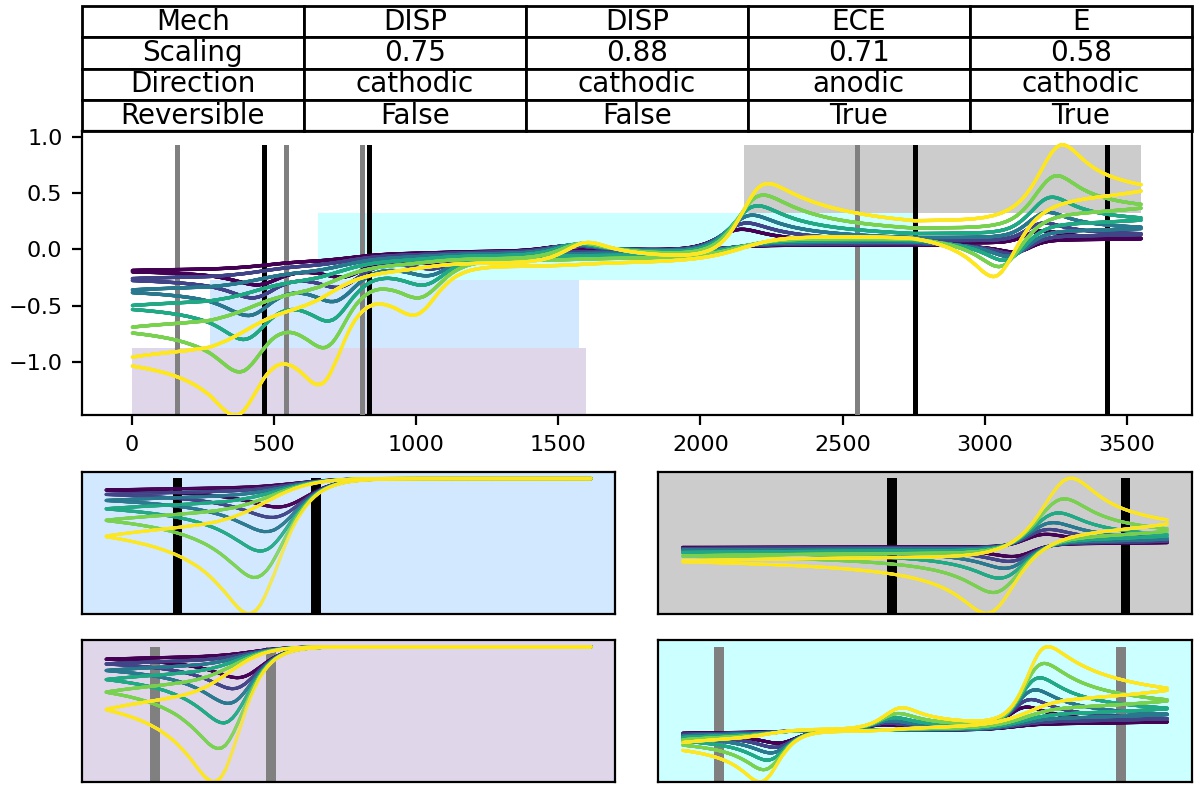 Mech DISP DISP ECE E
Scaling 0.75 0.88 0.71 0.58
Direction cathodic cathodic anodic cathodic
Reversible False False True True
1.0
0.5
0.0
−0.5
−1.0
0 500 1000 1500 2000 2500 3000 3500